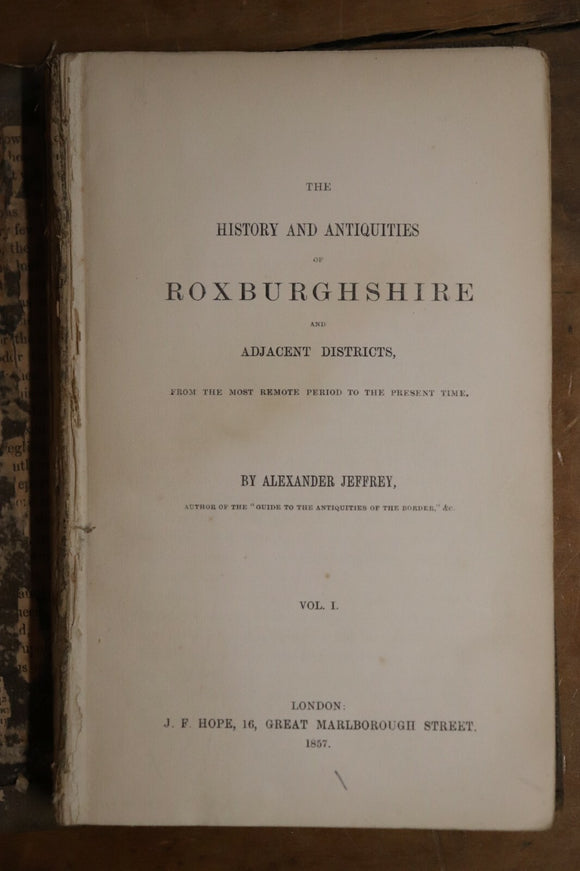 THE
HISTORY AND ANTIQUITIES
OF
ROXBURGHSHIRE
AND
ADJACENT DISTRICTS,
FROM THE MOST REMOTE PERIOD TO THE PRESENT TIME.
BY ALEXANDER JEFFREY,
AUTHOR OF THE "GUIDE TO THE ANTIQUITIES OF THE BORDER," &c.
VOL. I.
LONDON:
J. F. HOPE, 16, GREAT MARLBOROUGH STREET.
1857.